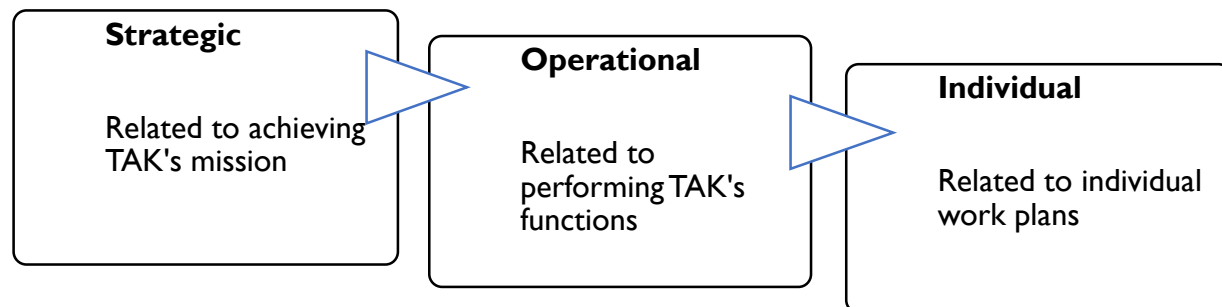 Strategic
Related to achieving
TAK's mission
Operational
Related to
performing TAK's
functions
Individual
Related to individual
work plans